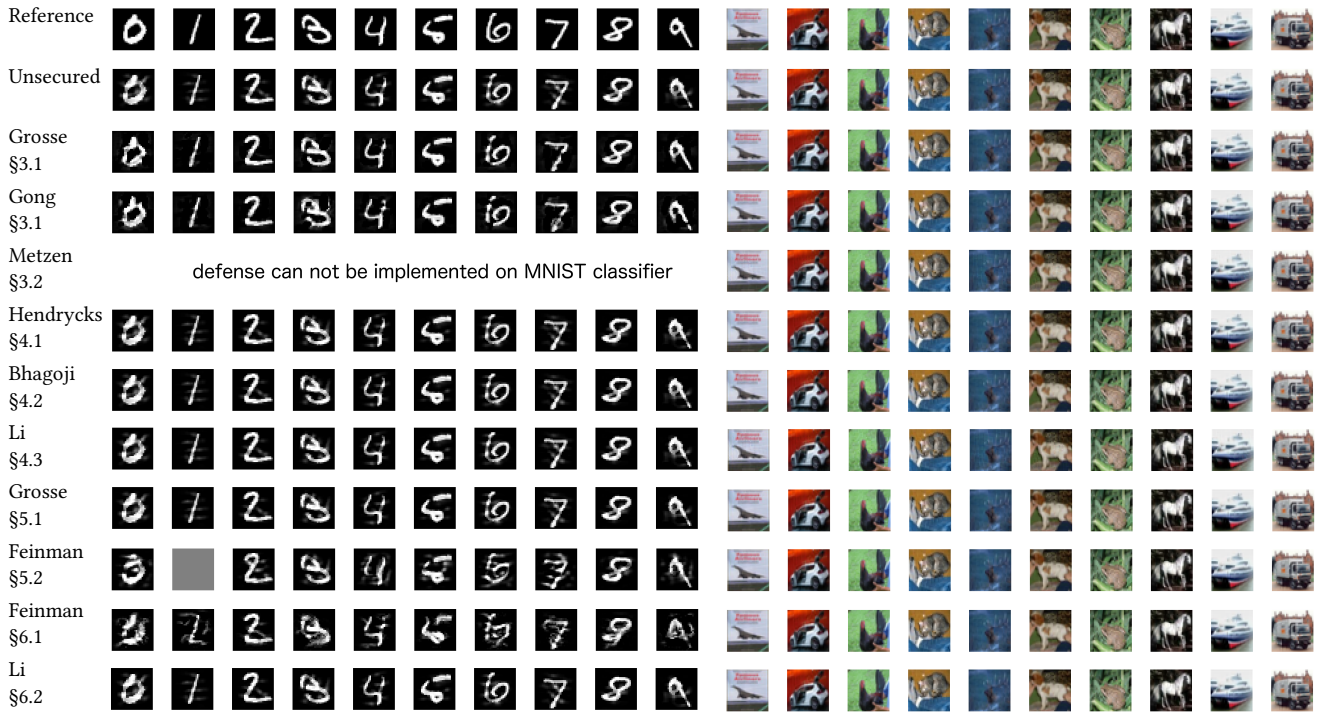 Reference
Unsecured
Grosse
§3.1
Gong
§3.1
Metzen
§3.2
defense can not be implemented on MNIST classifier
Hendrycks
§4.1
Bhagoji
§4.2
Li
§4.3
Grosse
§5.1
Feinman
§5.2
Feinman
§6.1
Li
§6.2